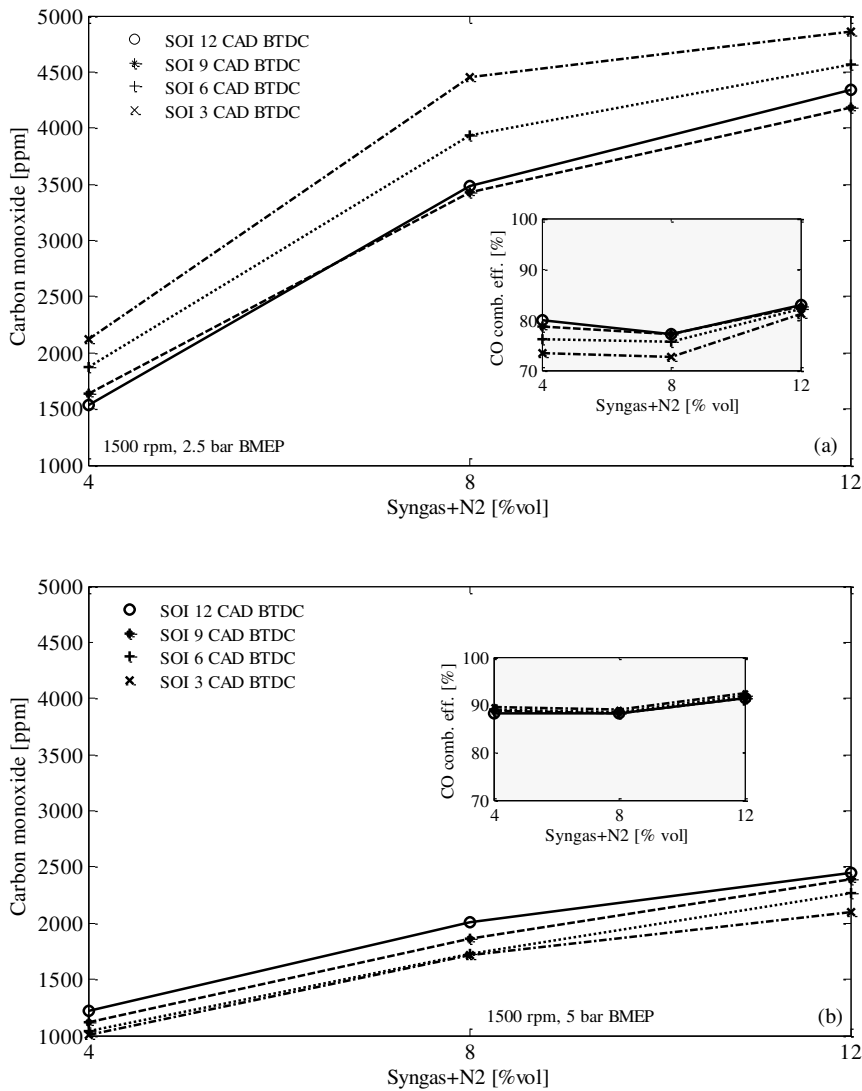 5000
4500
4000
3500
3000
2500
2000
1500
1000
Carbon monoxide [ppm]
SOI 12 CAD BTDC
SOI 9 CAD BTDC
SOI 6 CAD BTDC
SOI 3 CAD BTDC
100
90
80
70
CO comb. eff. [%]
4 8 12
Syngas+N2 [% vol]
1500 rpm, 2.5 bar BMEP
(a)
4 8 12
Syngas+N2 [%vol]
5000
4500
4000
3500
3000
2500
2000
1500
1000
Carbon monoxide [ppm]
SOI 12 CAD BTDC
SOI 9 CAD BTDC
SOI 6 CAD BTDC
SOI 3 CAD BTDC
100
90
80
70
CO comb. eff. [%]
4 8 12
Syngas+N2 [% vol]
1500 rpm, 5 bar BMEP
(b)
4 8 12
Syngas+N2 [%vol]